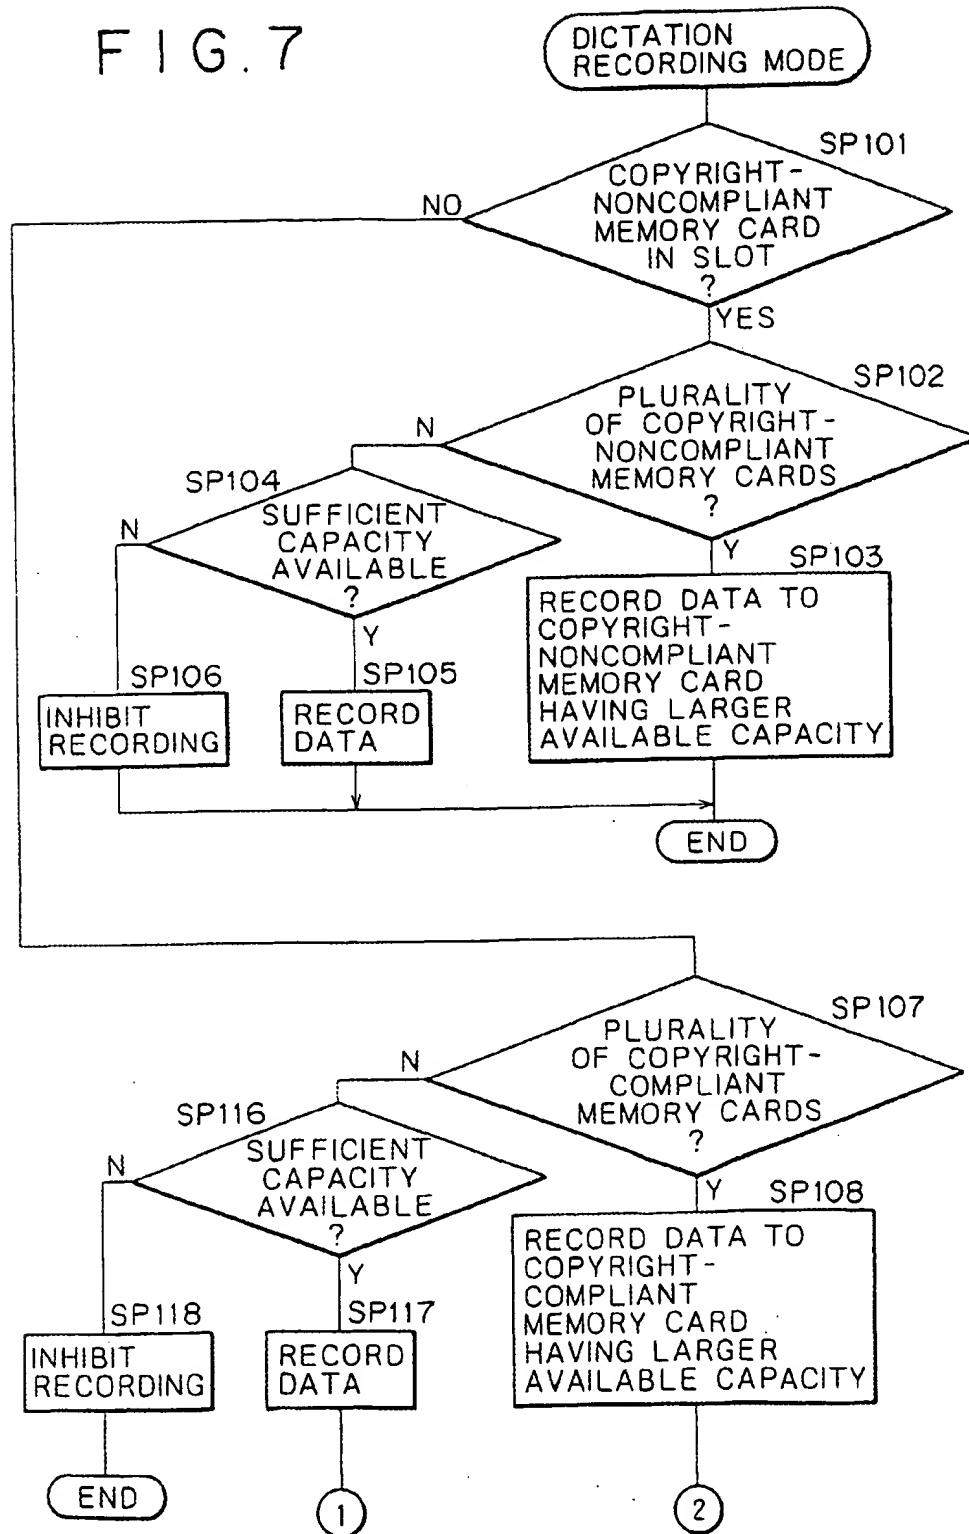 FIG.7
DICTATION
RECORDING MODE
SP101
COPYRIGHT-
NONCOMPLIANT
MEMORY CARD
IN SLOT
?
NO
YES
SP102
PLURALITY
OF COPYRIGHT-
NONCOMPLIANT
MEMORY CARDS
?
N
Y
SP104
SUFFICIENT
CAPACITY
AVAILABLE
?
N
Y
SP103
RECORD DATA TO
COPYRIGHT-
NONCOMPLIANT
MEMORY CARD
HAVING LARGER
AVAILABLE CAPACITY
SP106
INHIBIT
RECORDING
SP105
RECORD
DATA
END
SP107
PLURALITY
OF COPYRIGHT-
COMPLIANT
MEMORY CARDS
?
N
Y
SP116
SUFFICIENT
CAPACITY
AVAILABLE
?
N
Y
SP108
RECORD DATA TO
COPYRIGHT-
COMPLIANT
MEMORY CARD
HAVING LARGER
AVAILABLE CAPACITY
SP118
INHIBIT
RECORDING
SP117
RECORD
DATA
END
1
2